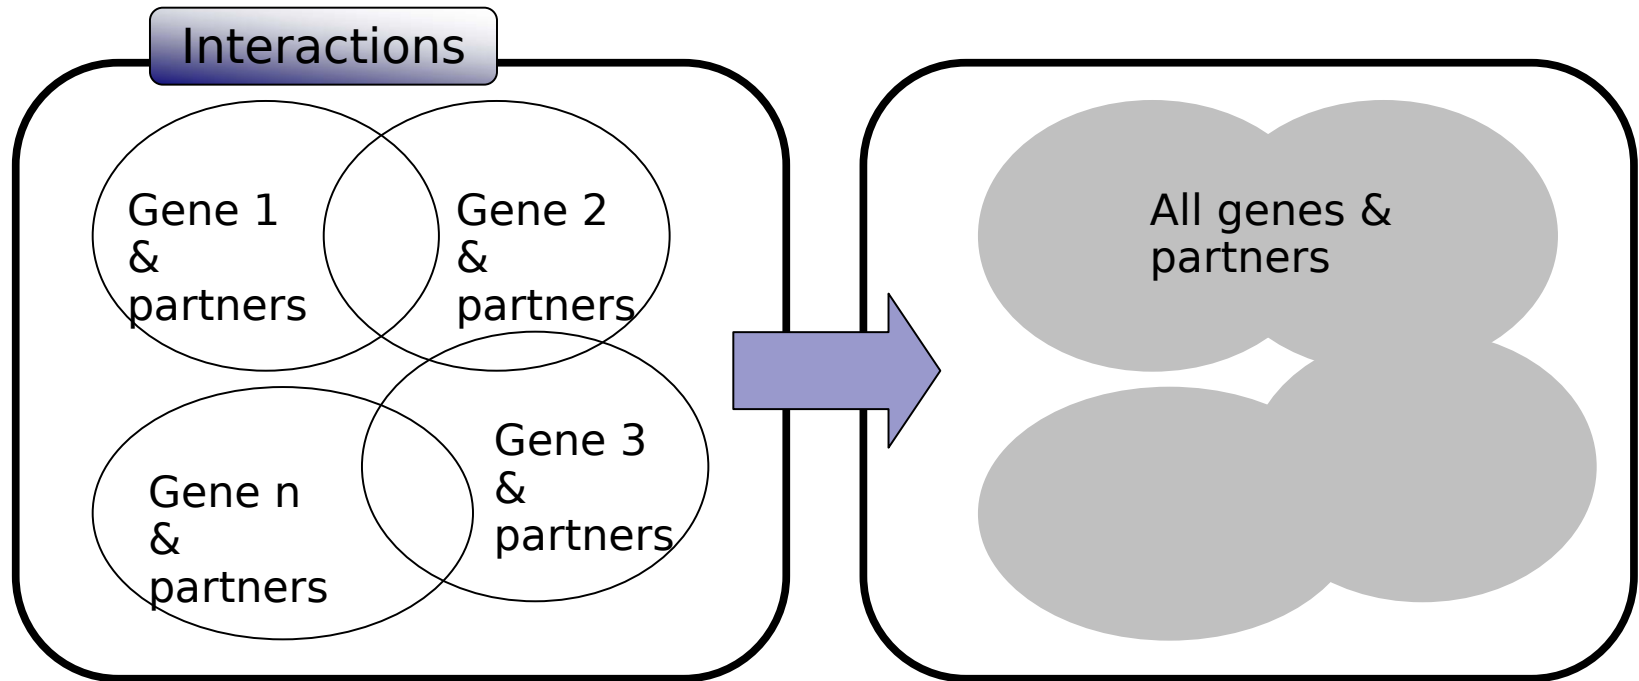 Interactions
Gene 1
&
partners
Gene 2
&
partners
Gene 3
&
partners
Gene n
&
partners
All genes &
partners